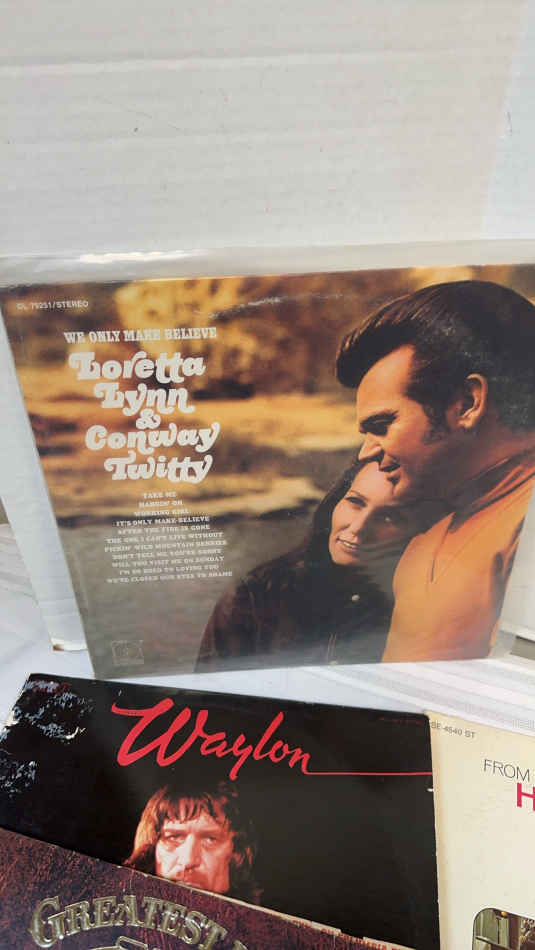 DL 75251/STEREO
WE ONLY MAKE BELIEVE
Loretta
Lynn
&
Conway
Twitty
TAKE ME
HANGIN' ON
WORKING GIRL
IT'S ONLY MAKE BELIEVE
AFTER THE FIRE IS GONE
THE ONE I CAN'T LIVE WITHOUT
PICKIN' WILD MOUNTAIN BERRIES
DON'T TELL ME YOU'RE SORRY
WILL YOU VISIT ME ON SUNDAY
I'M SO USED TO LOVING YOU
WE'VE CLOSED OUR EYES TO SHAME
Waylon
SE-4540 ST
FROM
H
GREATEST